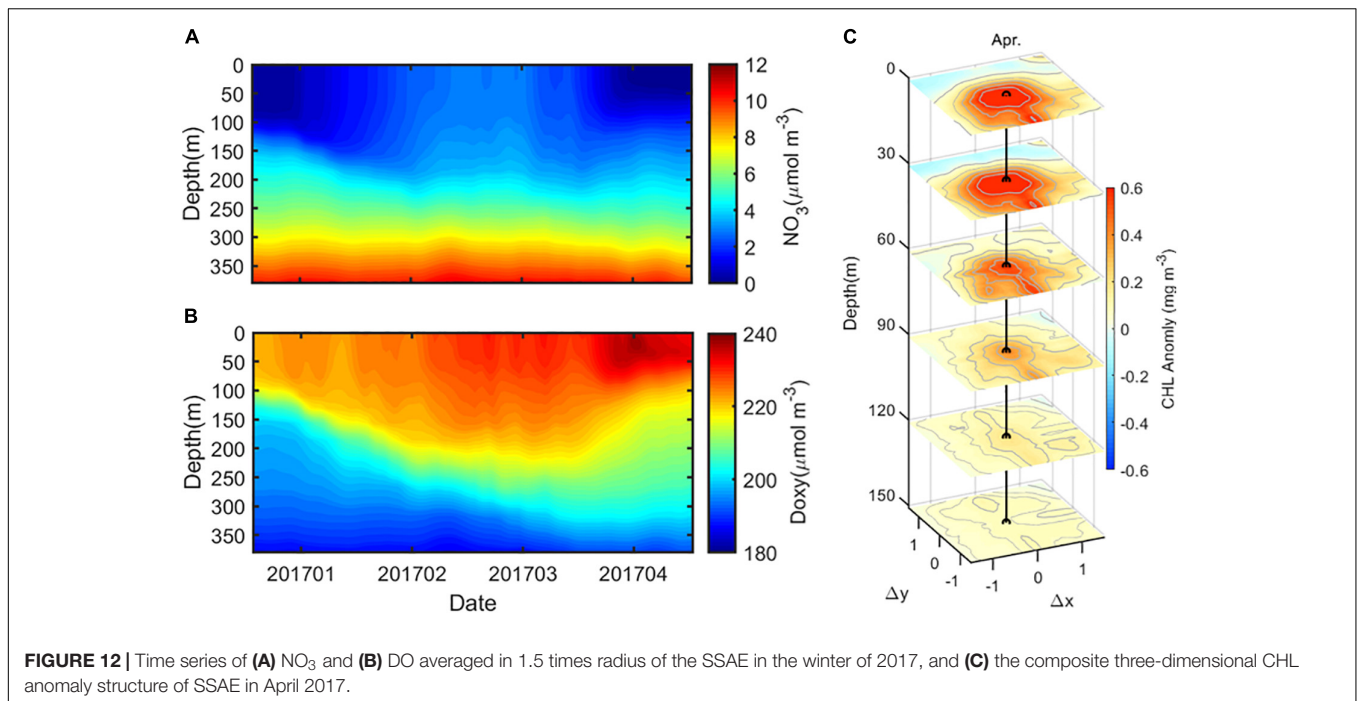 A
0
50
100
150
200
250
300
350
Depth(m)
12
10
8
6
4
2
0
NO3(μmol m-3)
B
0
50
100
150
200
250
300
350
Depth(m)
201701 201702 201703 201704
Date
240
220
200
180
Doxy(μmol m-3)
C
Apr.
0
30
60
90
120
150
Depth(m)
1 0 -1
Δy
-1 0 1
Δx
0.6
0.4
0.2
0
-0.2
-0.4
-0.6
CHL Anomly (mg m-3)
FIGURE 12 | Time series of (A) NO3 and (B) DO averaged in 1.5 times radius of the SSAE in the winter of 2017, and (C) the composite three-dimensional CHL
anomaly structure of SSAE in April 2017.